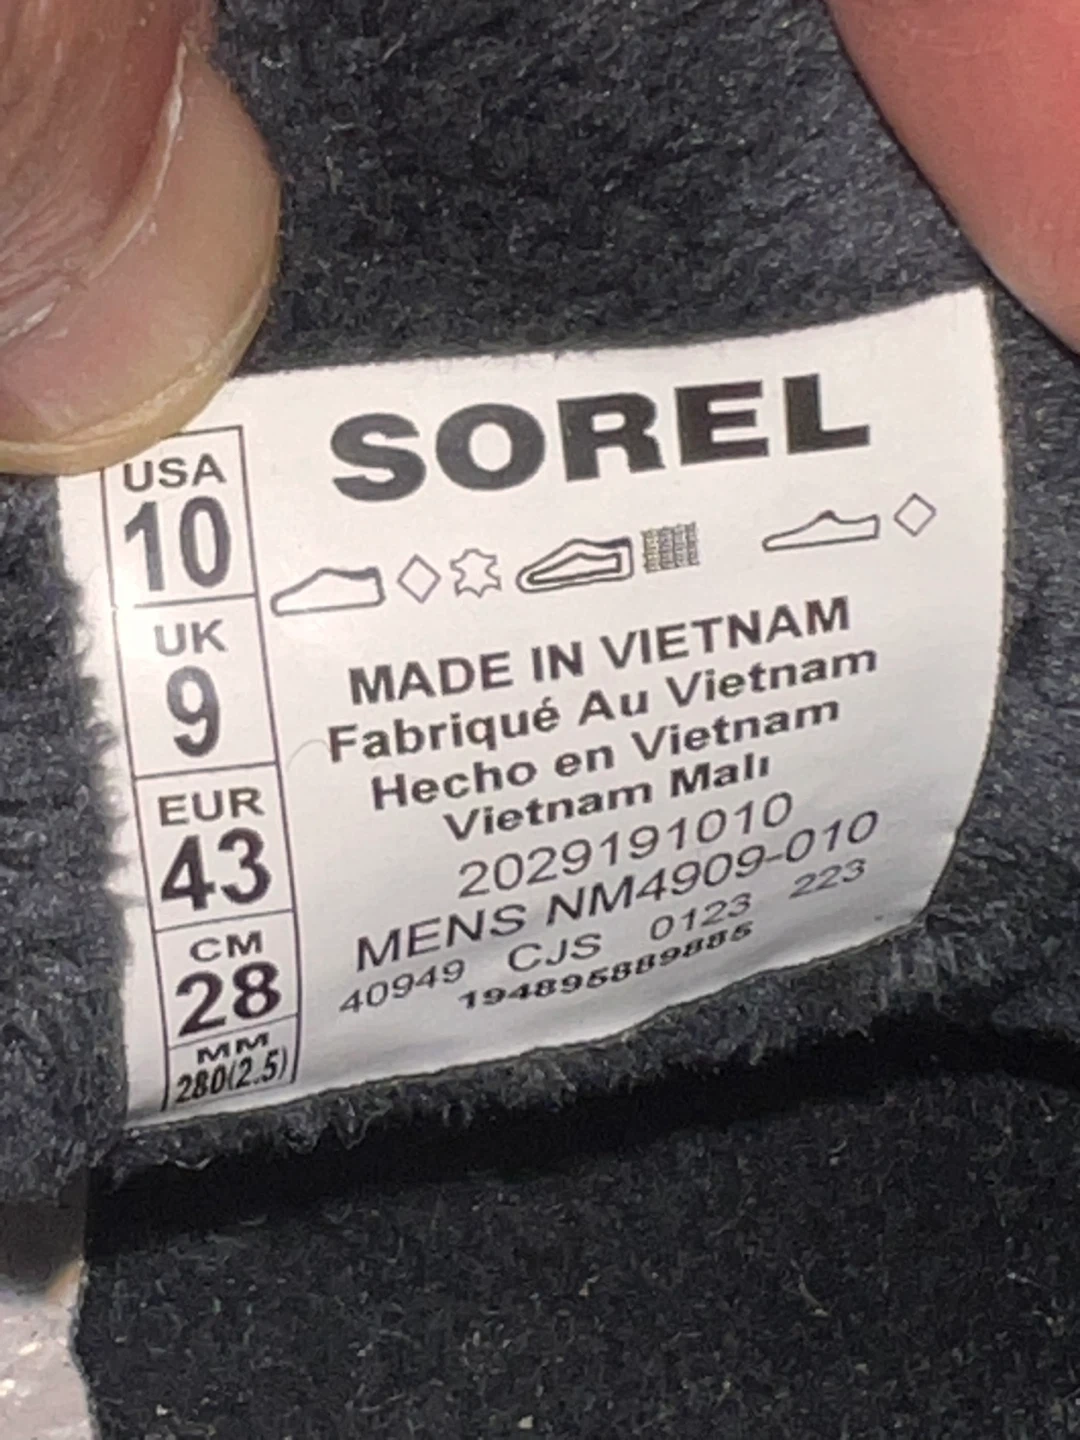 SOREL
USA
10
UK
9
EUR
43
CM
28
MM
280(2.5)
MADE IN VIETNAM
Fabriqué Au Vietnam
Hecho en Vietnam
Vietnam Malı
2029191010
MENS NM4909-010
40949 CJS 0123 223
194895889885